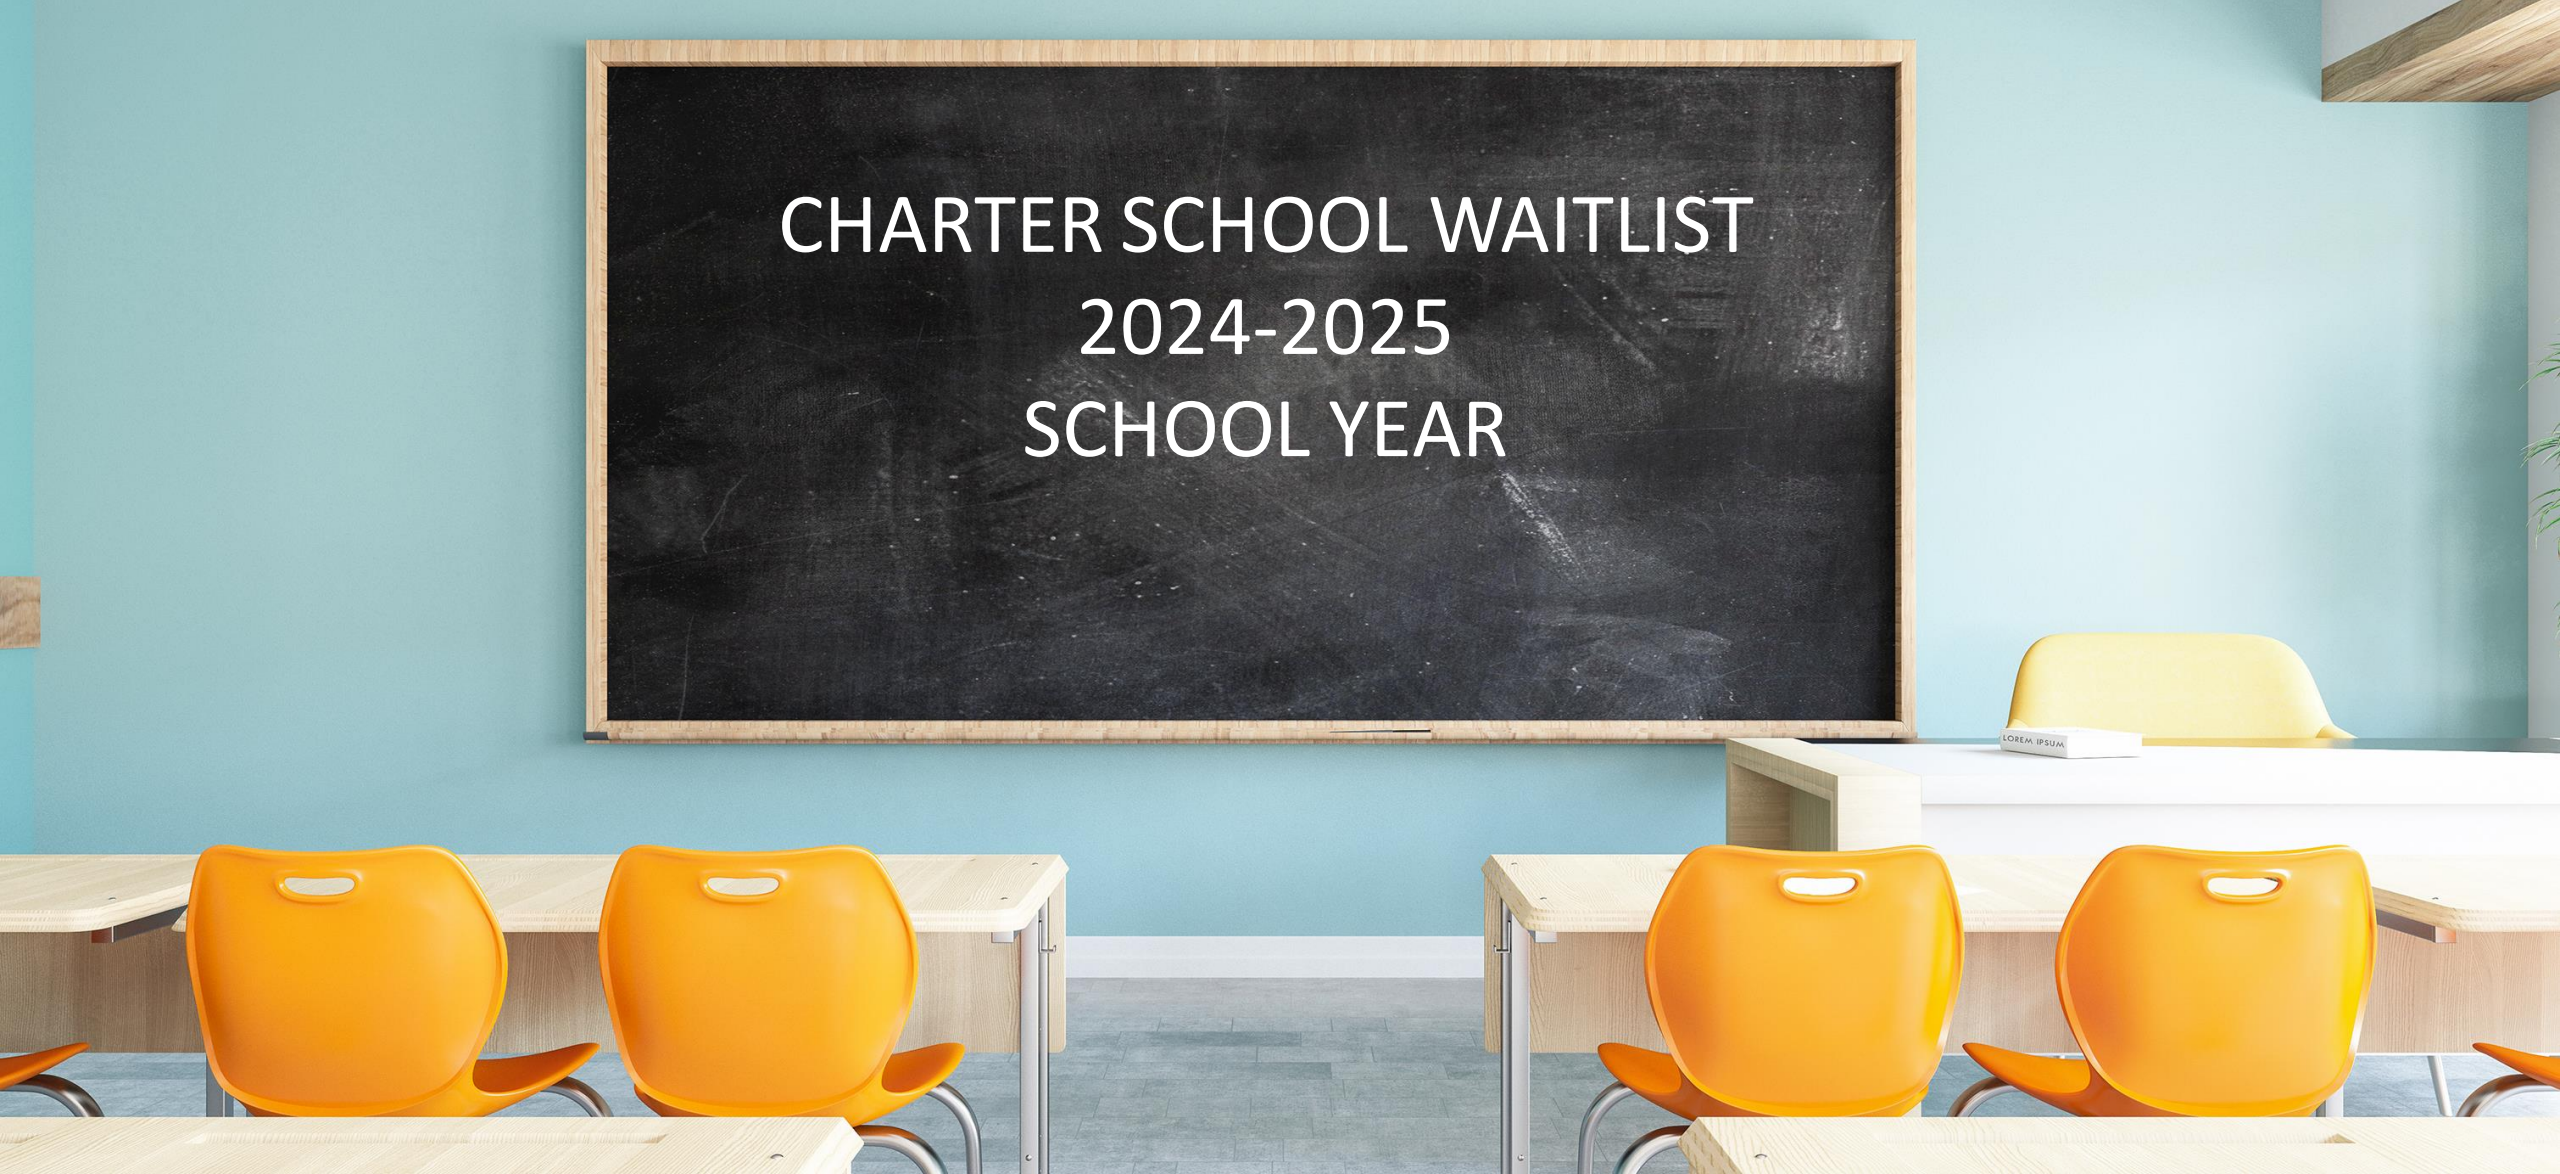 CHARTER SCHOOL WAITLIST
2024-2025
SCHOOL YEAR
LOREM IPSUM